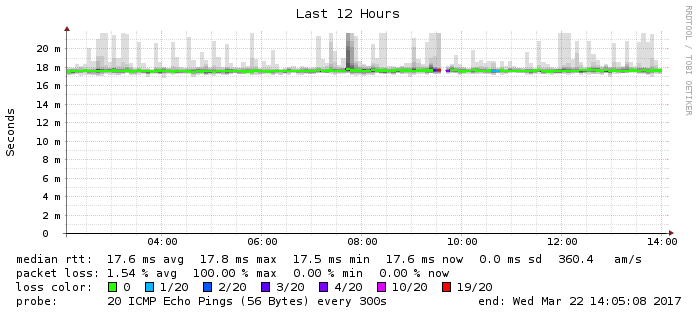 Last 12 Hours
RRDTOOL / TOBI OETIKER
Seconds
20 m
18 m
16 m
14 m
12 m
10 m
8 m
6 m
4 m
2 m
0
04:00 06:00 08:00 10:00 12:00 14:00
median rtt: 17.6 ms avg 17.8 ms max 17.5 ms min 17.6 ms now 0.0 ms sd 360.4 am/s
packet loss: 1.54 % avg 100.00 % max 0.00 % min 0.00 % now
loss color: 0 1/20 2/20 3/20 4/20 10/20 19/20
probe: 20 ICMP Echo Pings (56 Bytes) every 300s end: Wed Mar 22 14:05:08 2017